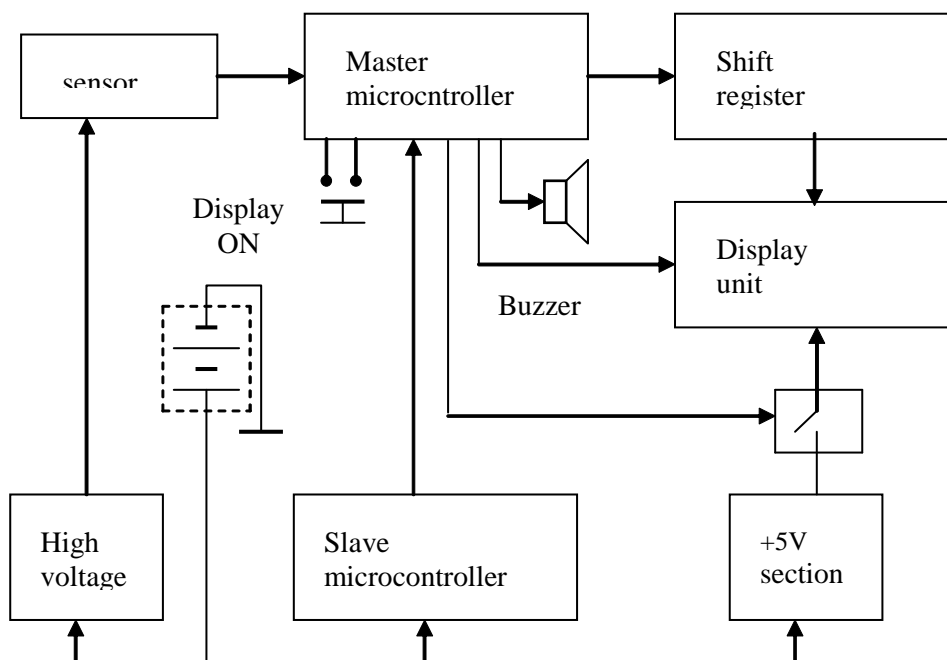 sensor
Master
microcntroller
Shift
register
Display
ON
Display
unit
Buzzer
High
voltage
Slave
microcontroller
+5V
section